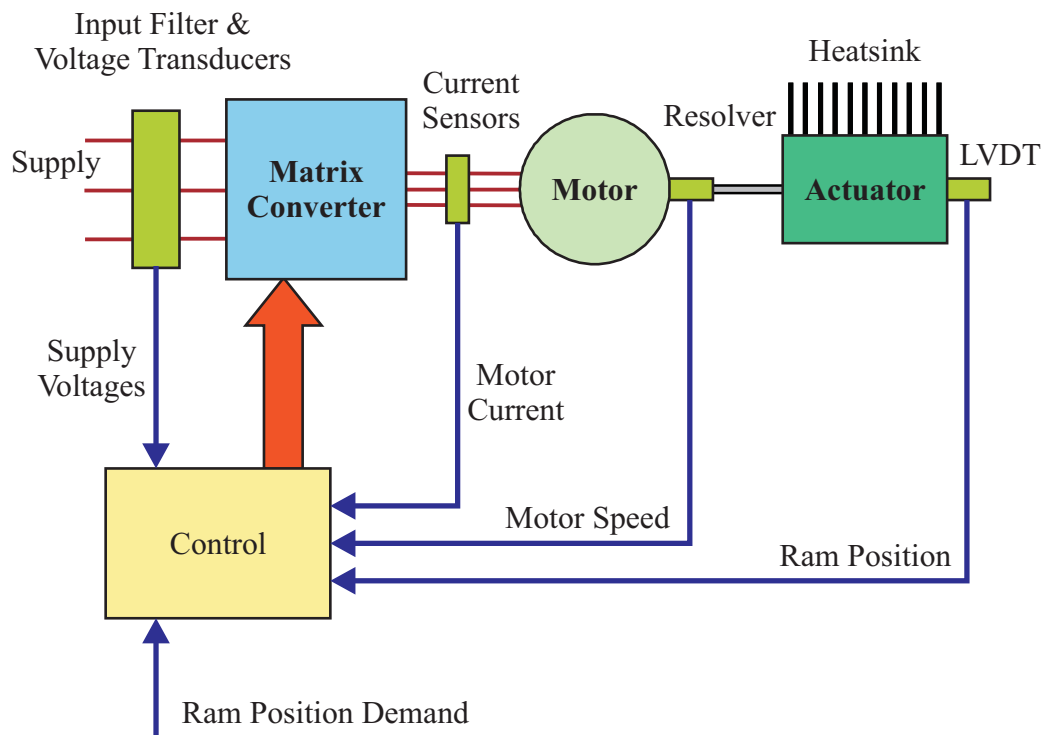 Input Filter &
Voltage Transducers
Supply
Matrix
Converter
Current
Sensors
Motor
Resolver
Heatsink
Actuator
LVDT
Supply
Voltages
Motor
Current
Control
Motor Speed
Ram Position
Ram Position Demand